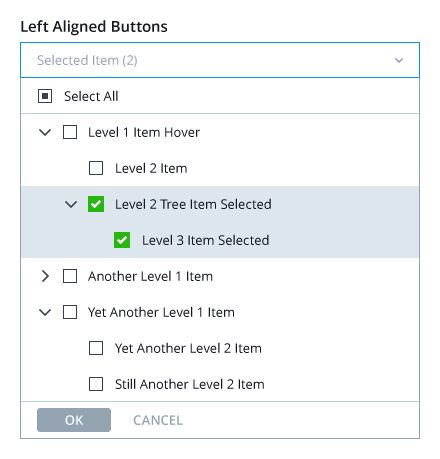 Left Aligned Buttons
Selected Item (2)
Select All
Level 1 Item Hover
Level 2 Item
Level 2 Tree Item Selected
Level 3 Item Selected
Another Level 1 Item
Yet Another Level 1 Item
Yet Another Level 2 Item
Still Another Level 2 Item
OK CANCEL